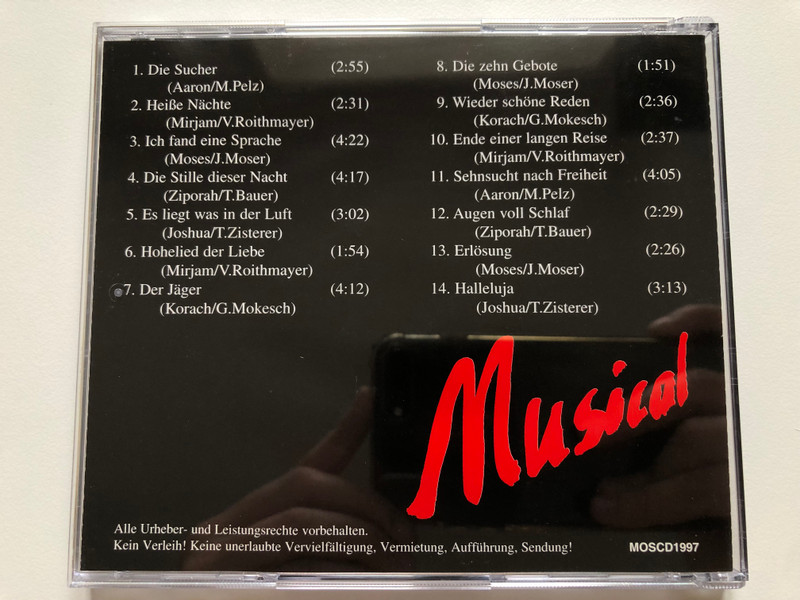 1. Die Sucher (2:55)
(Aaron/M.Pelz)
2. Heiße Nächte (2:31)
(Mirjam/V.Roithmayer)
3. Ich fand eine Sprache (4:22)
(Moses/J.Moser)
4. Die Stille dieser Nacht (4:17)
(Ziporah/T.Bauer)
5. Es liegt was in der Luft (3:02)
(Joshua/T.Zisterer)
6. Hohelied der Liebe (1:54)
(Mirjam/V.Roithmayer)
7. Der Jäger (4:12)
(Korach/G.Mokesch)
8. Die zehn Gebote (1:51)
(Moses/J.Moser)
9. Wieder schöne Reden (2:36)
(Korach/G.Mokesch)
10. Ende einer langen Reise (2:37)
(Mirjam/V.Roithmayer)
11. Sehnsucht nach Freiheit (4:05)
(Aaron/M.Pelz)
12. Augen voll Schlaf (2:29)
(Ziporah/T.Bauer)
13. Erlösung (2:26)
(Moses/J.Moser)
14. Halleluja (3:13)
(Joshua/T.Zisterer)
Musical
Alle Urheber- und Leistungsrechte vorbehalten.
Kein Verleih! Keine unerlaubte Vervielfältigung, Vermietung, Aufführung, Sendung!
MOSCD1997